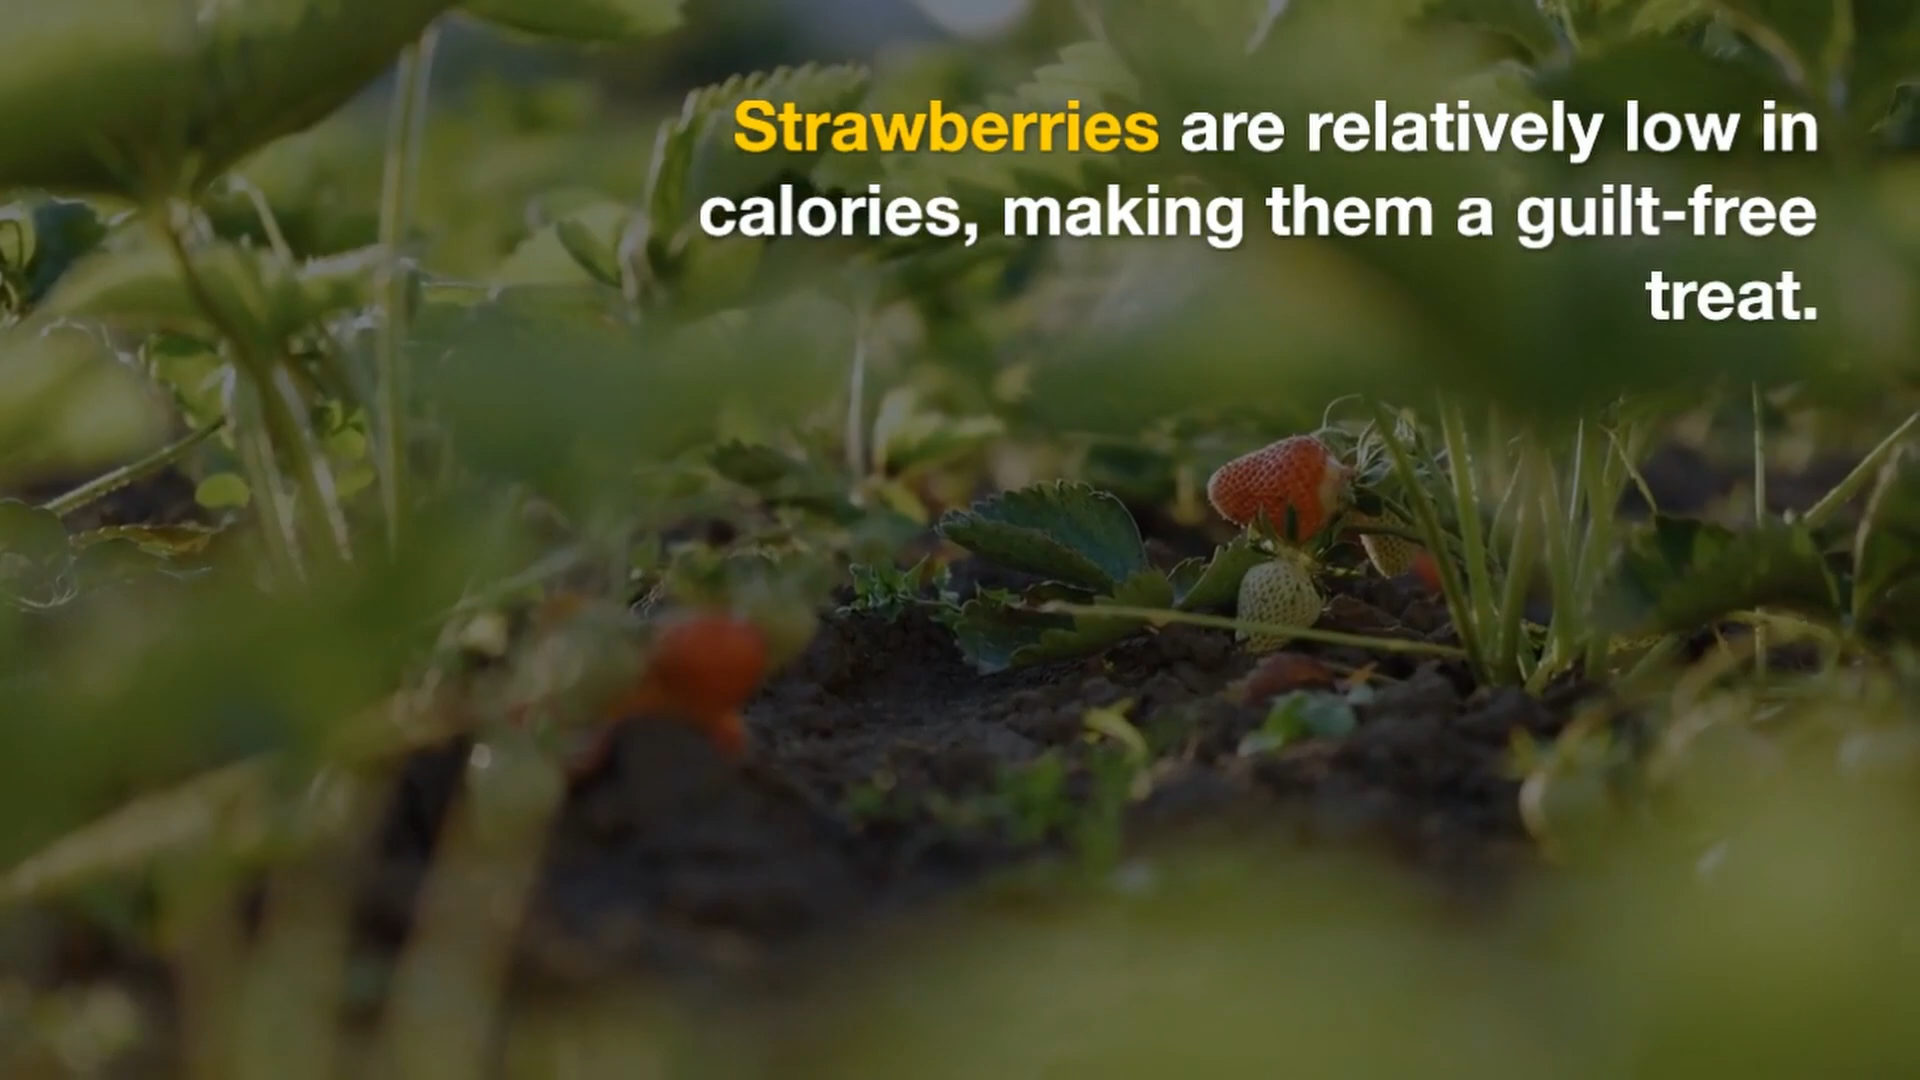 Strawberries are relatively low in
calories, making them a guilt-free
treat.